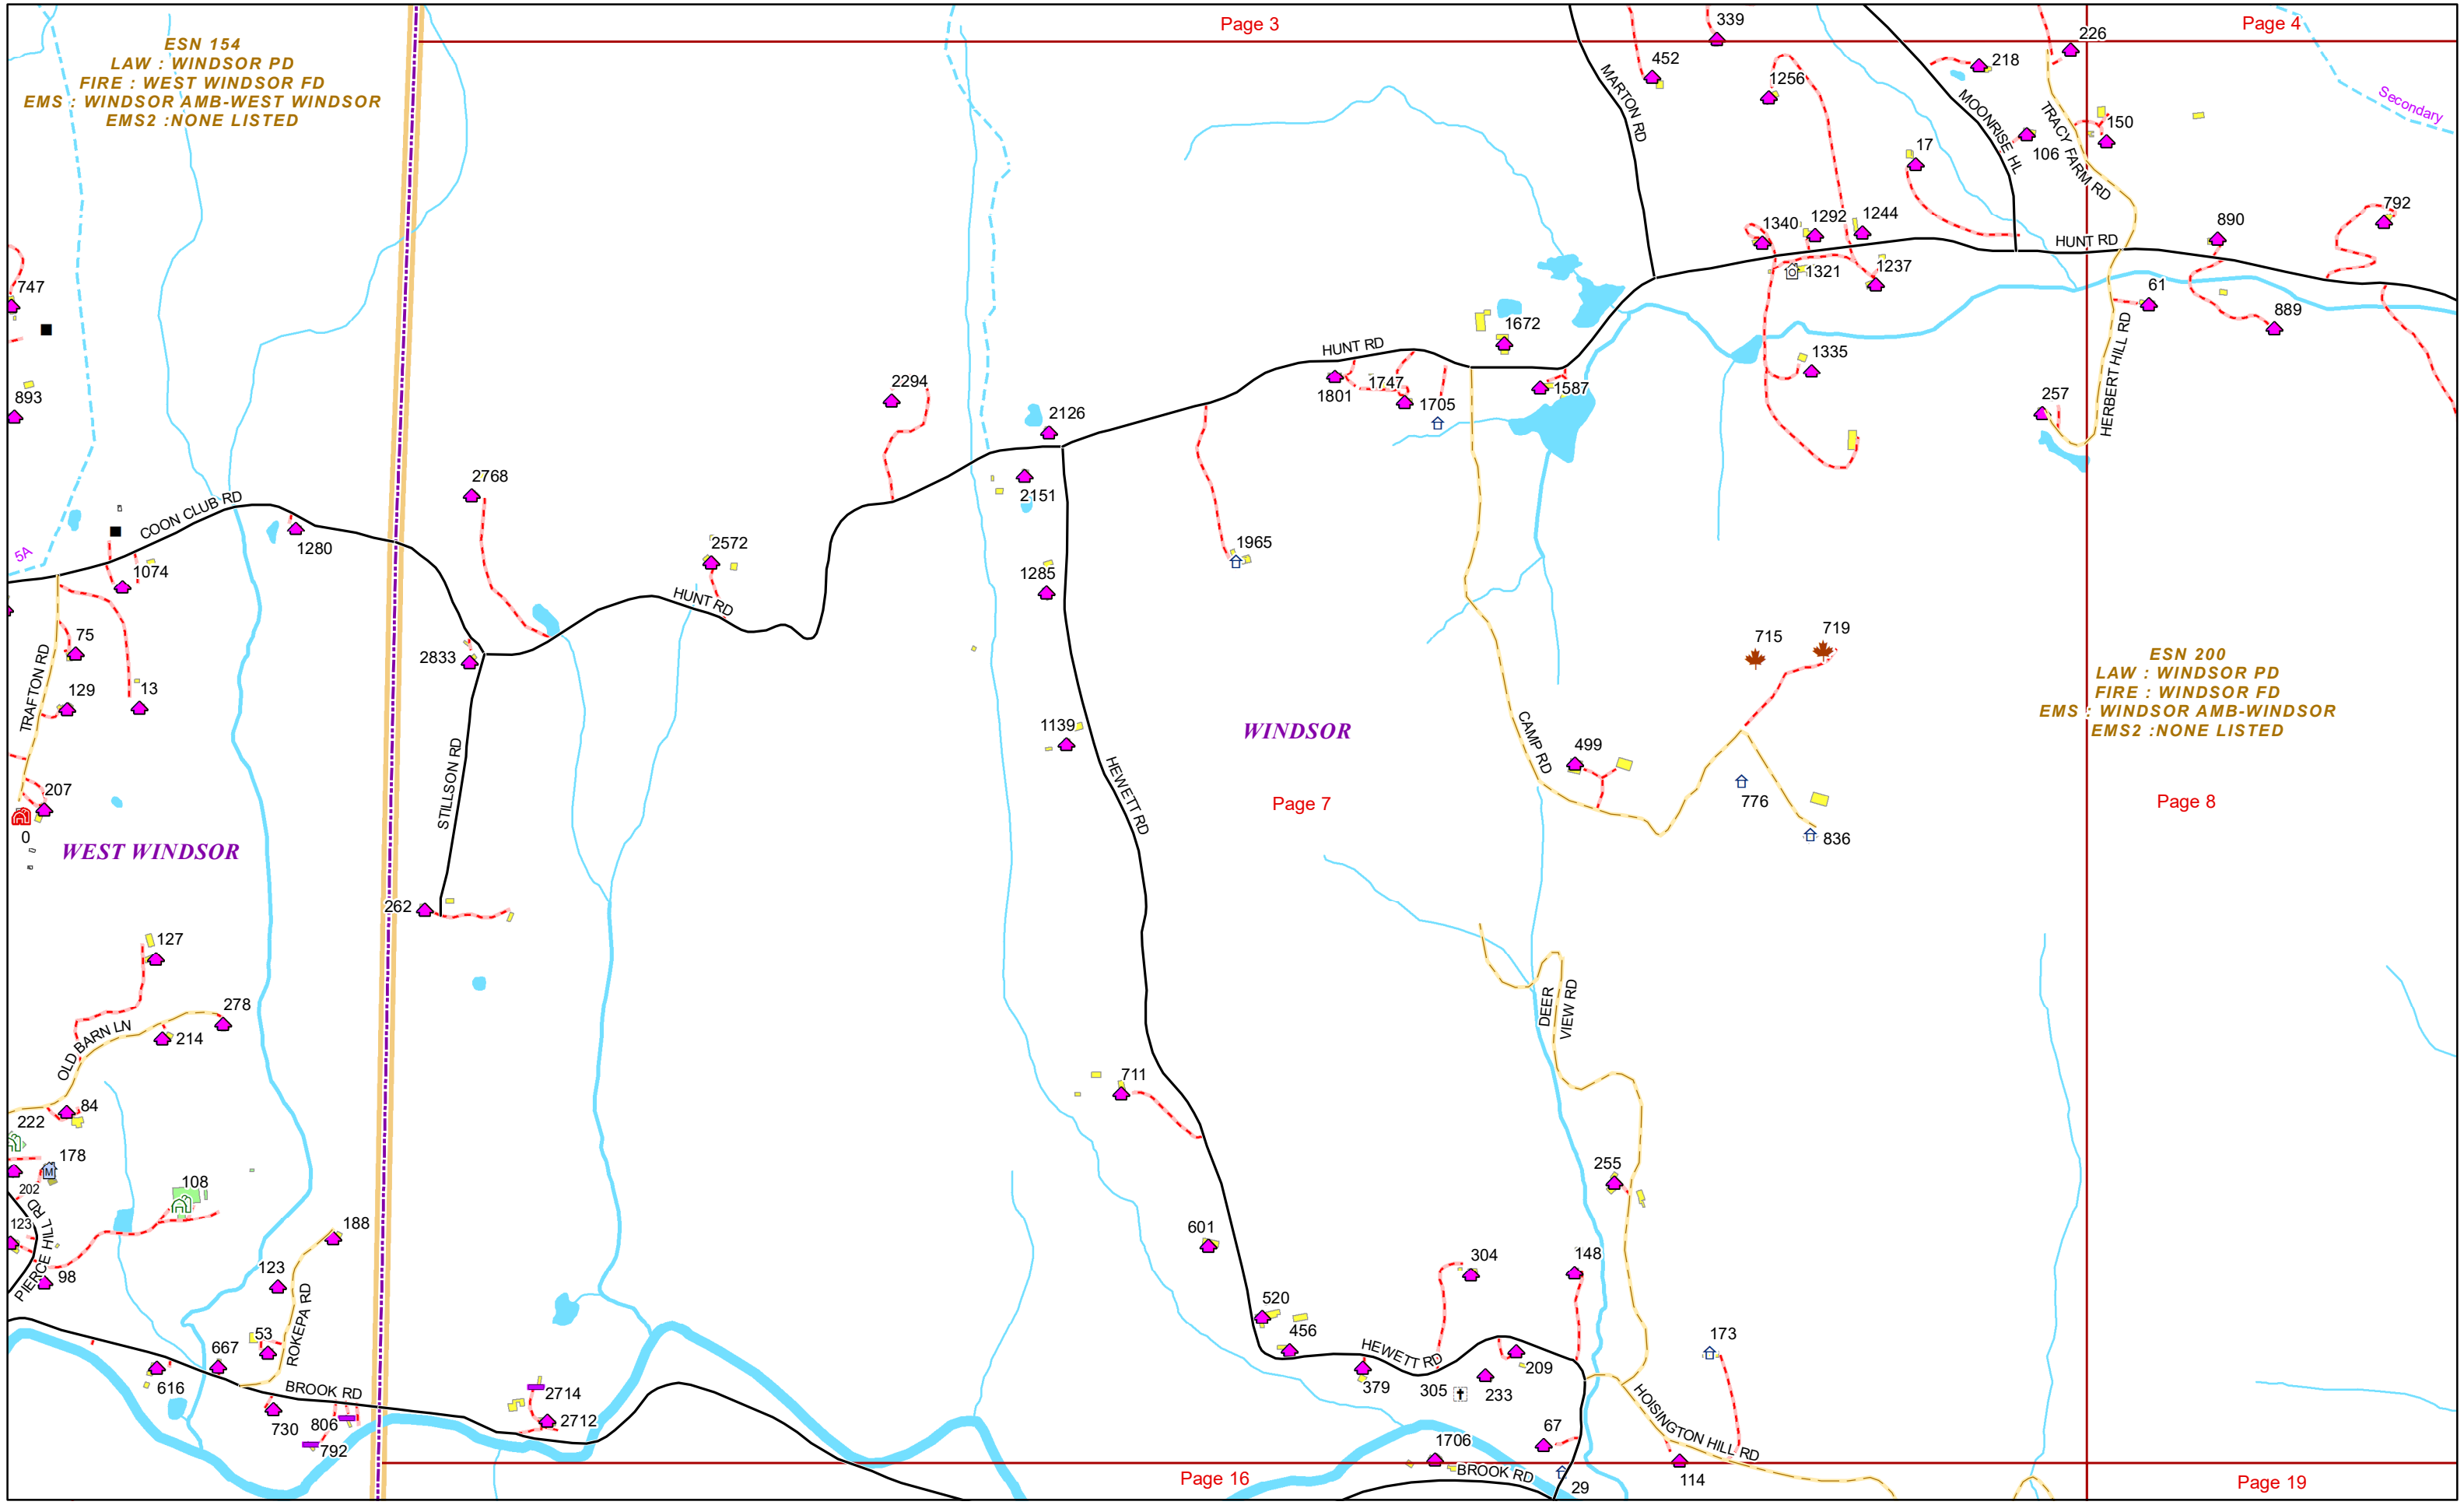 Page 3
Page 4
ESN 154
LAW : WINDSOR PD
FIRE : WEST WINDSOR FD
EMS : WINDSOR AMB-WEST WINDSOR
EMS2 :NONE LISTED
339
226
452
218
1256
Secondary
MARTON RD
MOONRISE HL
TRACY FARM RD
150
106
17
792
1340
1292
1244
890
HUNT RD
1321
1237
61
747
889
1672
HERBERT HILL RD
HUNT RD
1335
2294
1747
1587
893
1801
1705
257
2126
2768
2151
COON CLUB RD
1280
2572
1965
5A
1074
1285
HUNT RD
75
715
719
2833
ESN 200
LAW : WINDSOR PD
FIRE : WINDSOR FD
EMS : WINDSOR AMB-WINDSOR
EMS2 :NONE LISTED
TRAFTON RD
129
13
1139
WINDSOR
CAMP RD
499
STILLSON RD
HEWETT RD
207
Page 7
776
Page 8
0
836
WEST WINDSOR
262
127
278
DEER
VIEW RD
OLD BARN LN
214
711
84
222
178
255
108
202
123
PIERCE HILL RD
188
601
304
148
98
123
520
ROKEPA RD
53
456
173
667
HEWETT RD
209
616
BROOK RD
2714
379
305
233
HOISINGTON HILL RD
730
806
2712
67
792
1706
BROOK RD
114
Page 16
29
Page 19